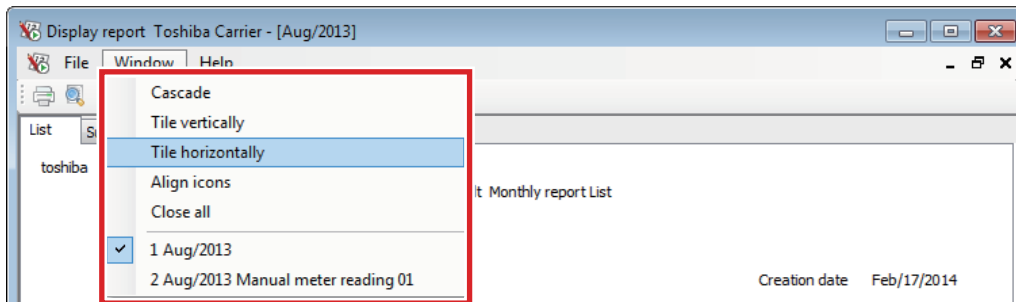 Display report Toshiba Carrier - [Aug/2013]
File Window Help
Cascade
List
Tile vertically
Tile horizontally
toshiba
Align icons
Monthly report List
Close all
1 Aug/2013
2 Aug/2013 Manual meter reading 01
Creation date Feb/17/2014